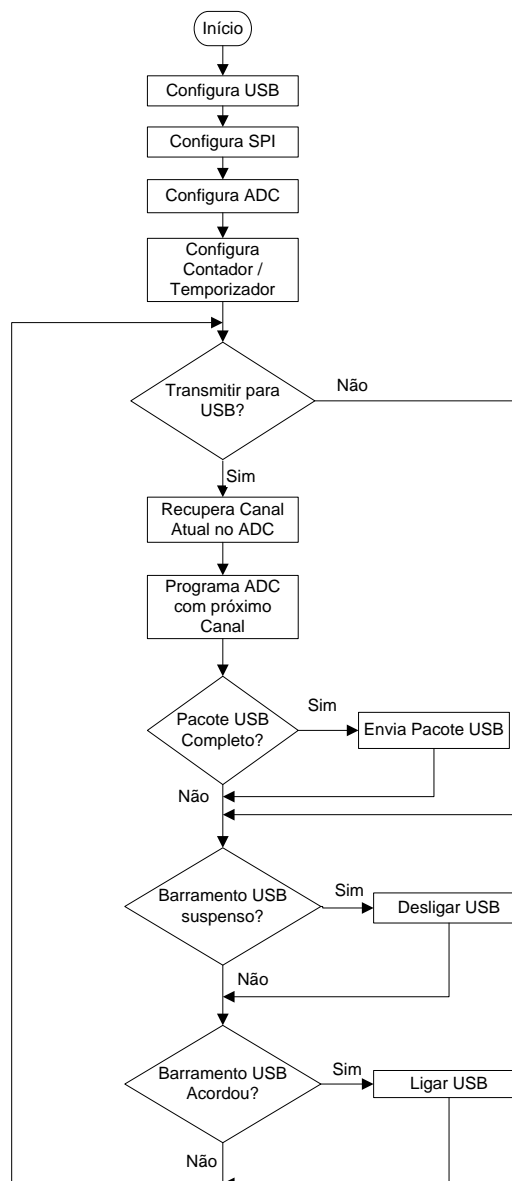 Início
Configura USB
Configura SPI
Configura ADC
Configura
Contador /
Temporizador
Transmitir para
USB?
Não
Sim
Recupera Canal
Atual no ADC
Programa ADC
com próximo
Canal
Pacote USB
Completo?
Sim
Envia Pacote USB
Não
Barramento USB
suspenso?
Sim
Desligar USB
Não
Barramento USB
Acordou?
Sim
Ligar USB
Não